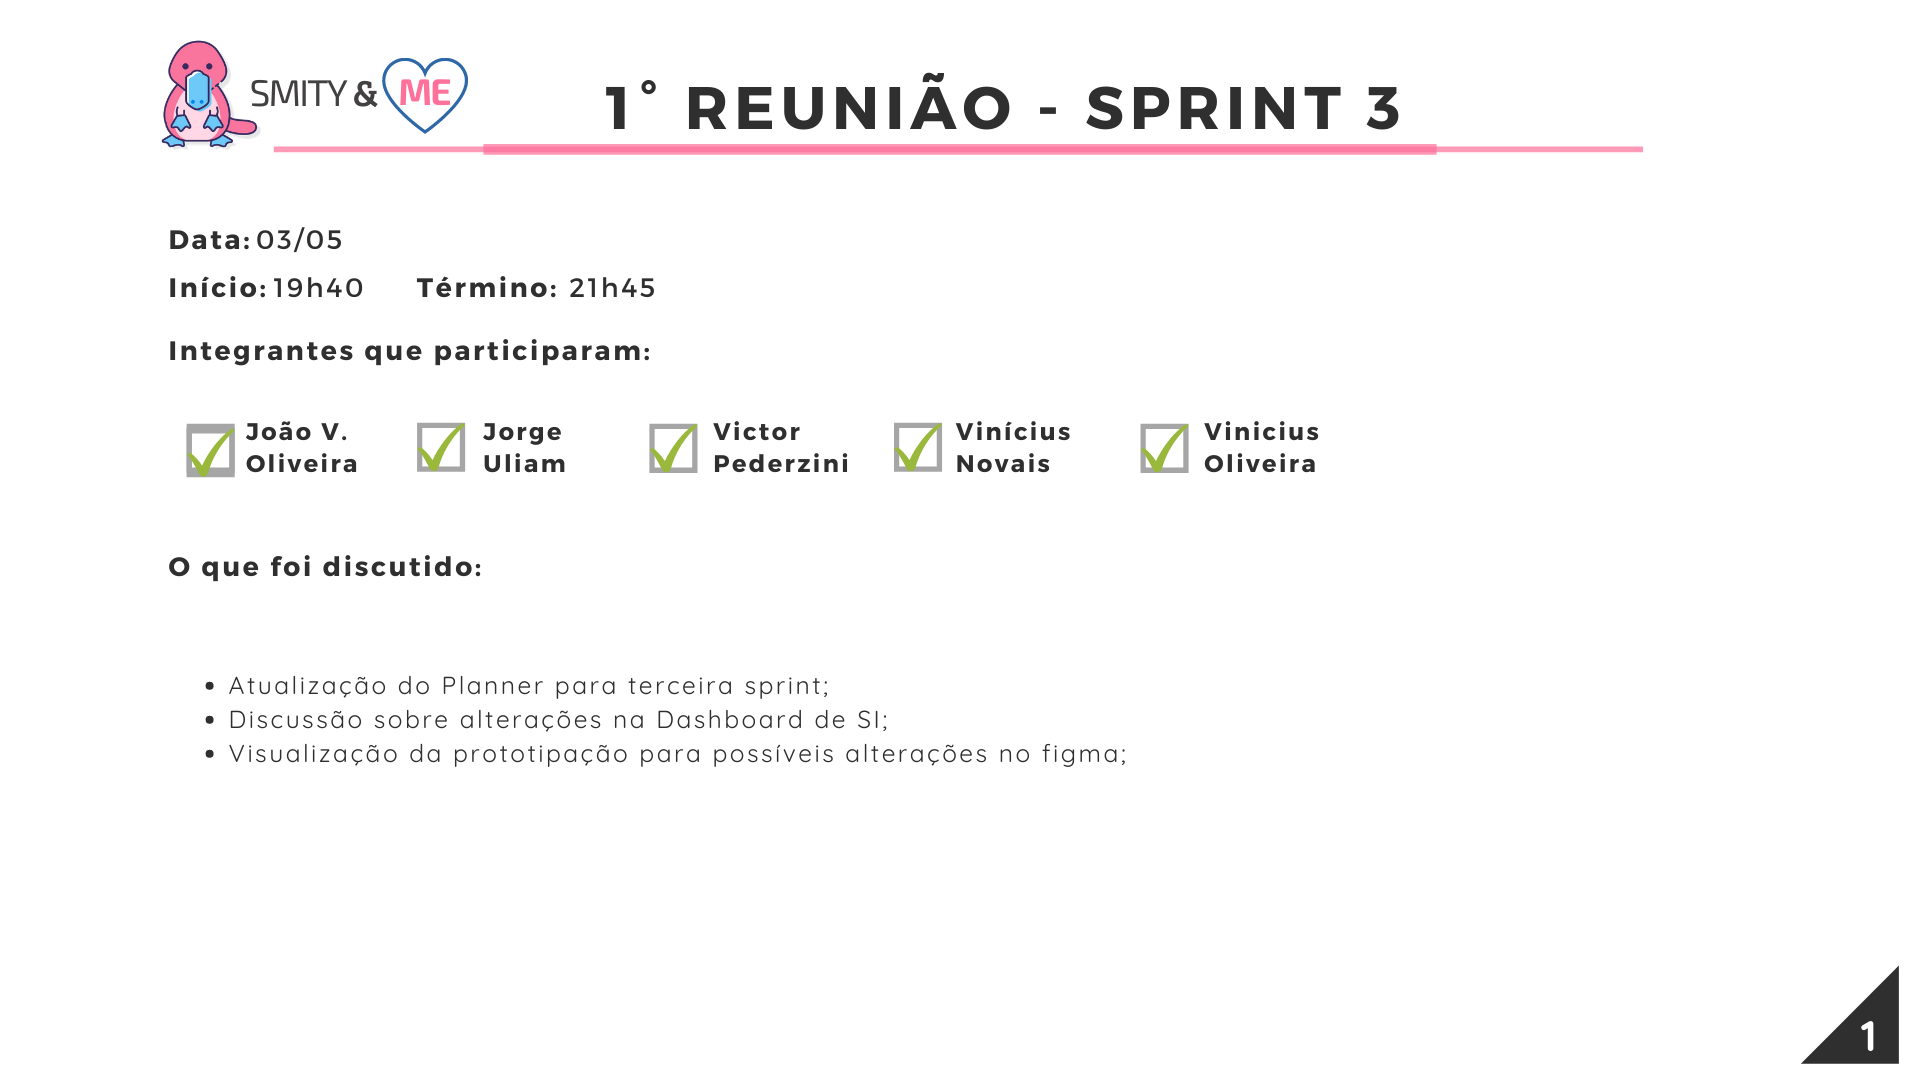 SMITY & ME
1° REUNIÃO - SPRINT 3
Data: 03/05
Início: 19h40 Término: 21h45
Integrantes que participaram:
João V.
Oliveira
Jorge
Uliam
Victor
Pederzini
Vinícius
Novais
Vinicius
Oliveira
O que foi discutido:
• Atualização do Planner para terceira sprint;
• Discussão sobre alterações na Dashboard de SI;
• Visualização da prototipação para possíveis alterações no figma;
1